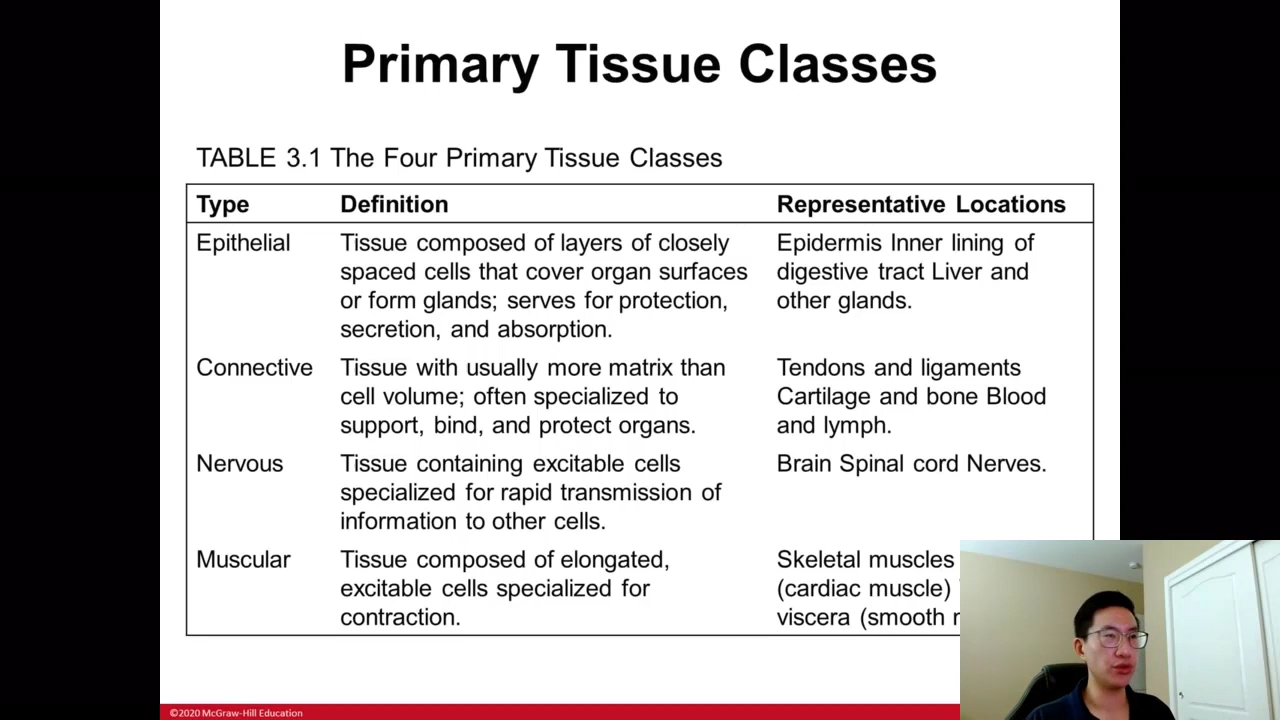 Primary Tissue Classes
TABLE 3.1 The Four Primary Tissue Classes
Type Definition Representative Locations
Epithelial Tissue composed of layers of closely Epidermis Inner lining of
spaced cells that cover organ surfaces digestive tract Liver and
or form glands; serves for protection, other glands.
secretion, and absorption.
Connective Tissue with usually more matrix than Tendons and ligaments
cell volume; often specialized to Cartilage and bone Blood
support, bind, and protect organs. and lymph.
Nervous Tissue containing excitable cells Brain Spinal cord Nerves.
specialized for rapid transmission of
information to other cells.
Muscular Tissue composed of elongated, Skeletal muscles
excitable cells specialized for (cardiac muscle)
contraction. viscera (smooth
©2020 McGraw-Hill Education